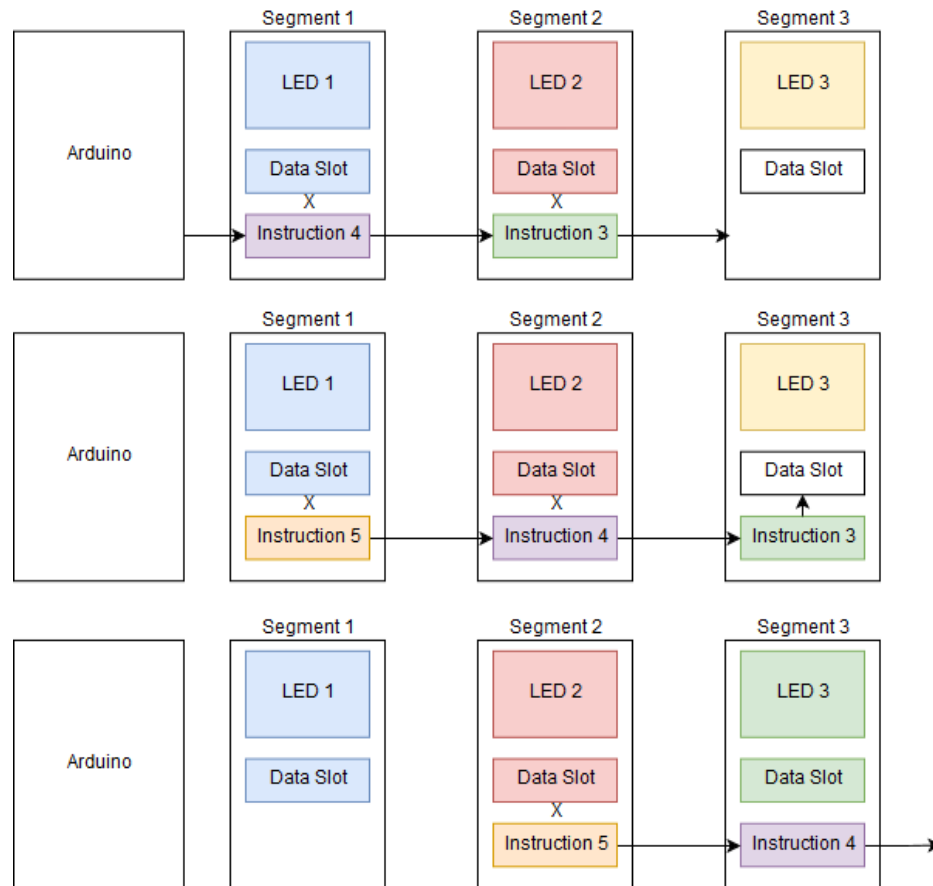 Segment 1 Segment 2 Segment 3
LED 1 LED 2 LED 3
Arduino Data Slot Data Slot Data Slot
X X
Instruction 4 Instruction 3
Segment 1 Segment 2 Segment 3
LED 1 LED 2 LED 3
Arduino Data Slot Data Slot Data Slot
X X
Instruction 5 Instruction 4 Instruction 3
Segment 1 Segment 2 Segment 3
LED 1 LED 2 LED 3
Arduino Data Slot Data Slot Data Slot
X
Instruction 5 Instruction 4